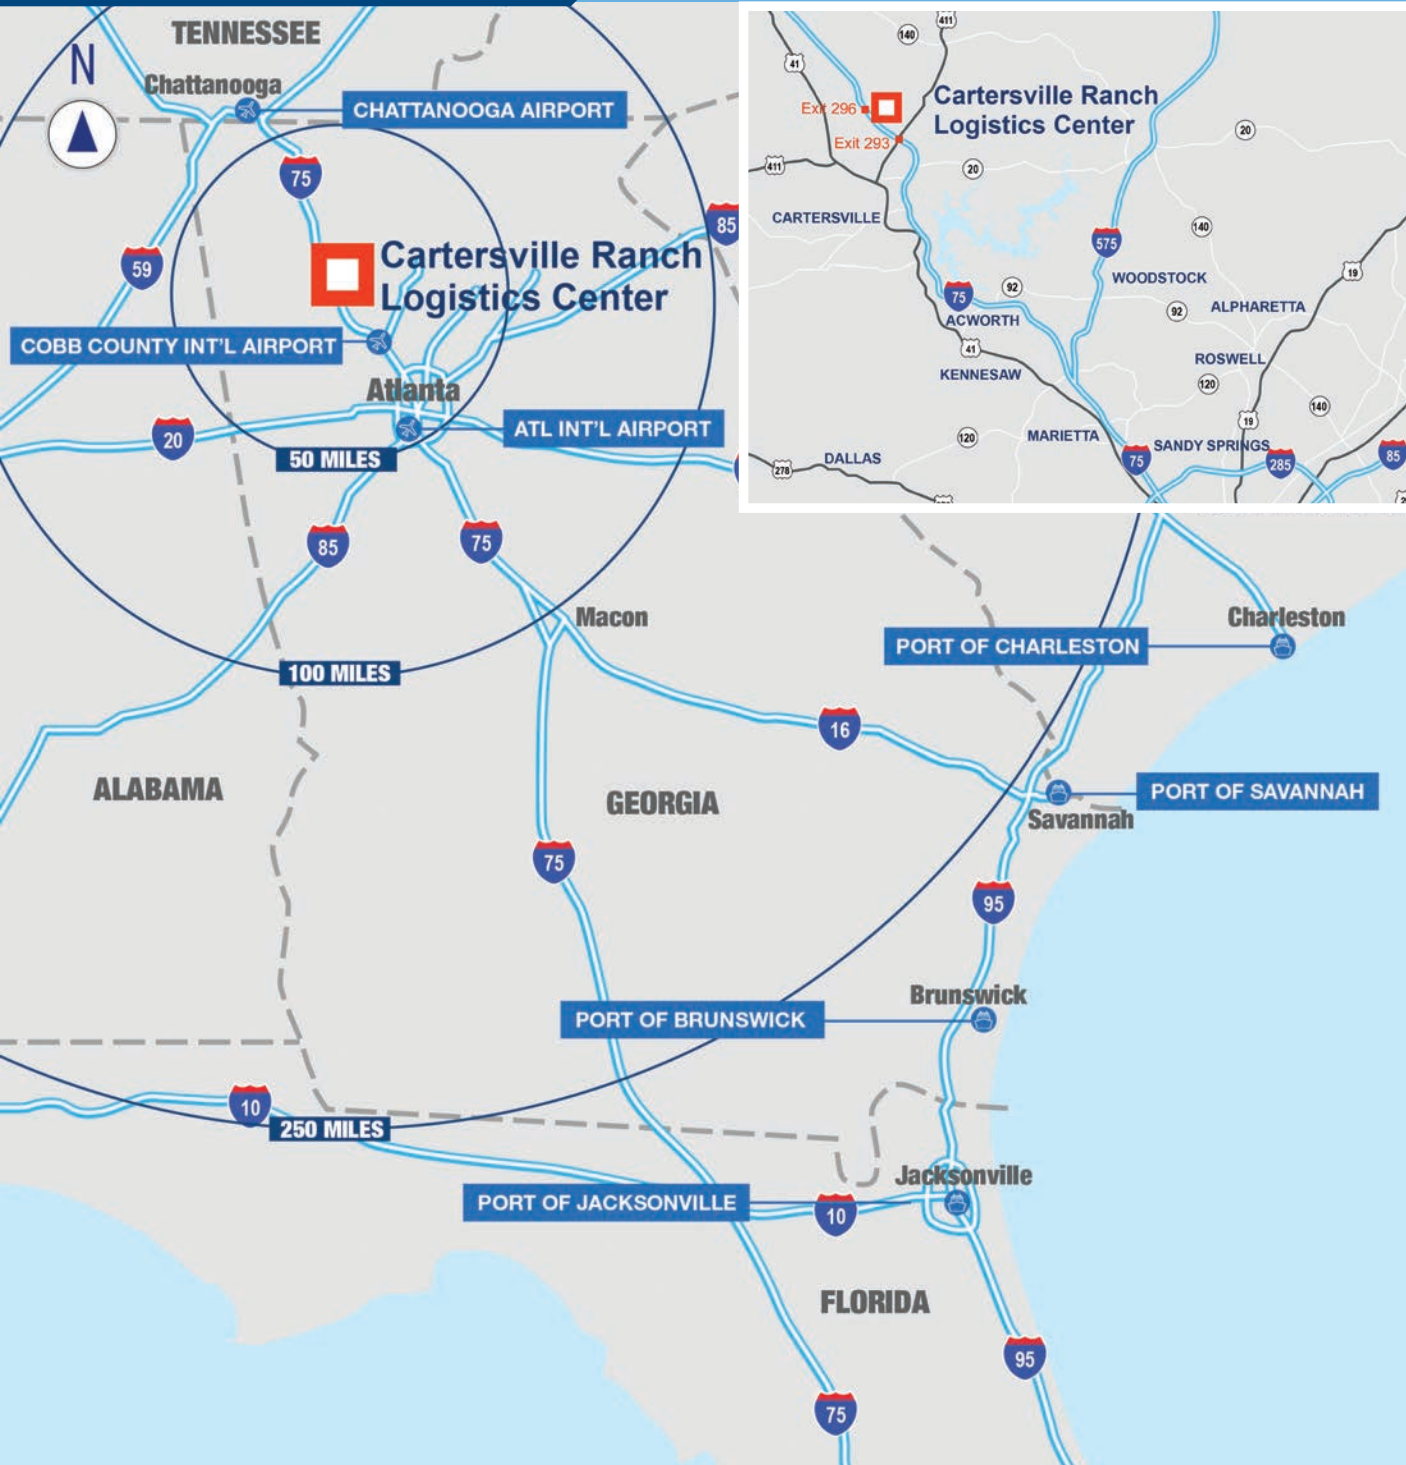 TENNESSEE
N
Chattanooga
CHATTANOOGA AIRPORT
75
85
59
Cartersville Ranch
Logistics Center
COBB COUNTY INT'L AIRPORT
Atlanta
20
ATL INT'L AIRPORT
50 MILES
85
75
Macon
100 MILES
16
ALABAMA
GEORGIA
75
PORT OF CHARLESTON
Charleston
PORT OF SAVANNAH
Savannah
95
Brunswick
PORT OF BRUNSWICK
10
250 MILES
Jacksonville
PORT OF JACKSONVILLE
10
FLORIDA
95
75
411
140
41
Exit 296
Cartersville Ranch
Logistics Center
Exit 293
20
411
20
CARTERSVILLE
140
575
19
WOODSTOCK
92
75
92
ALPHARETTA
ACWORTH
41
ROSWELL
KENNESAW
120
140
19
120
MARIETTA
SANDY SPRINGS
DALLAS
278
75
285
85